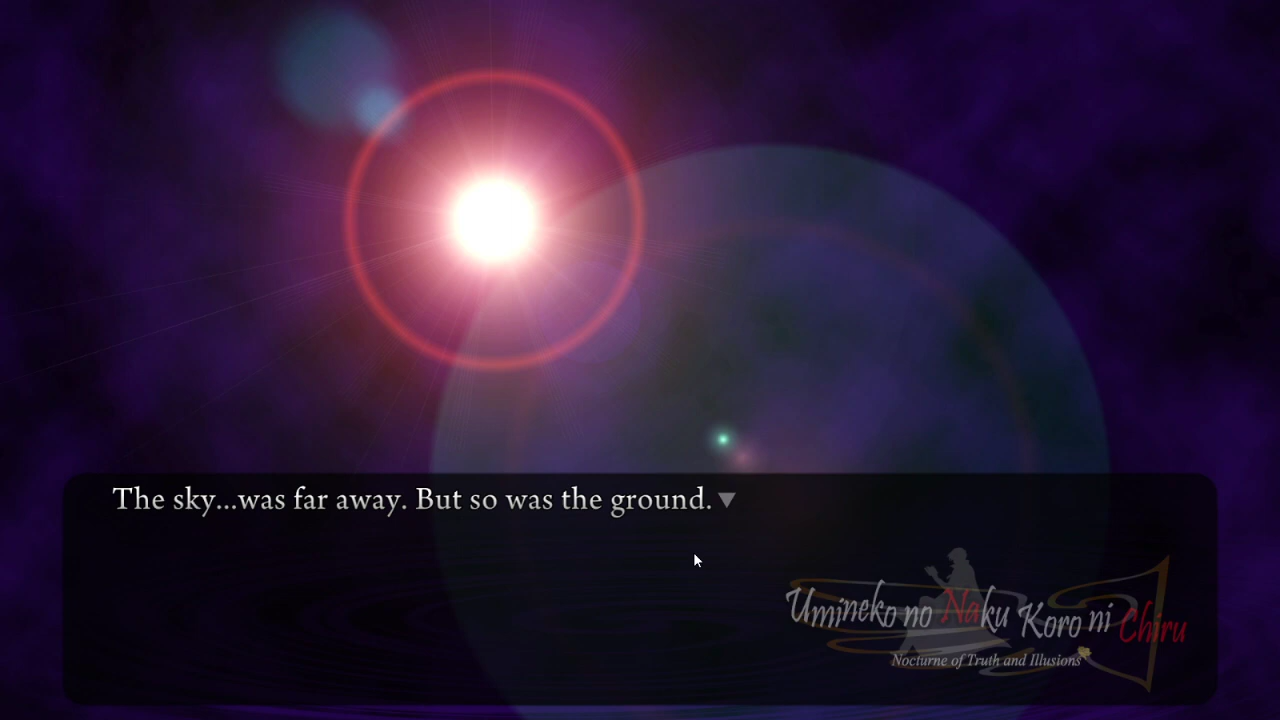 The sky...was far away. But so was the ground.
Umineko no Naku Koro ni Chiru
Nocturne of Truth and Illusions